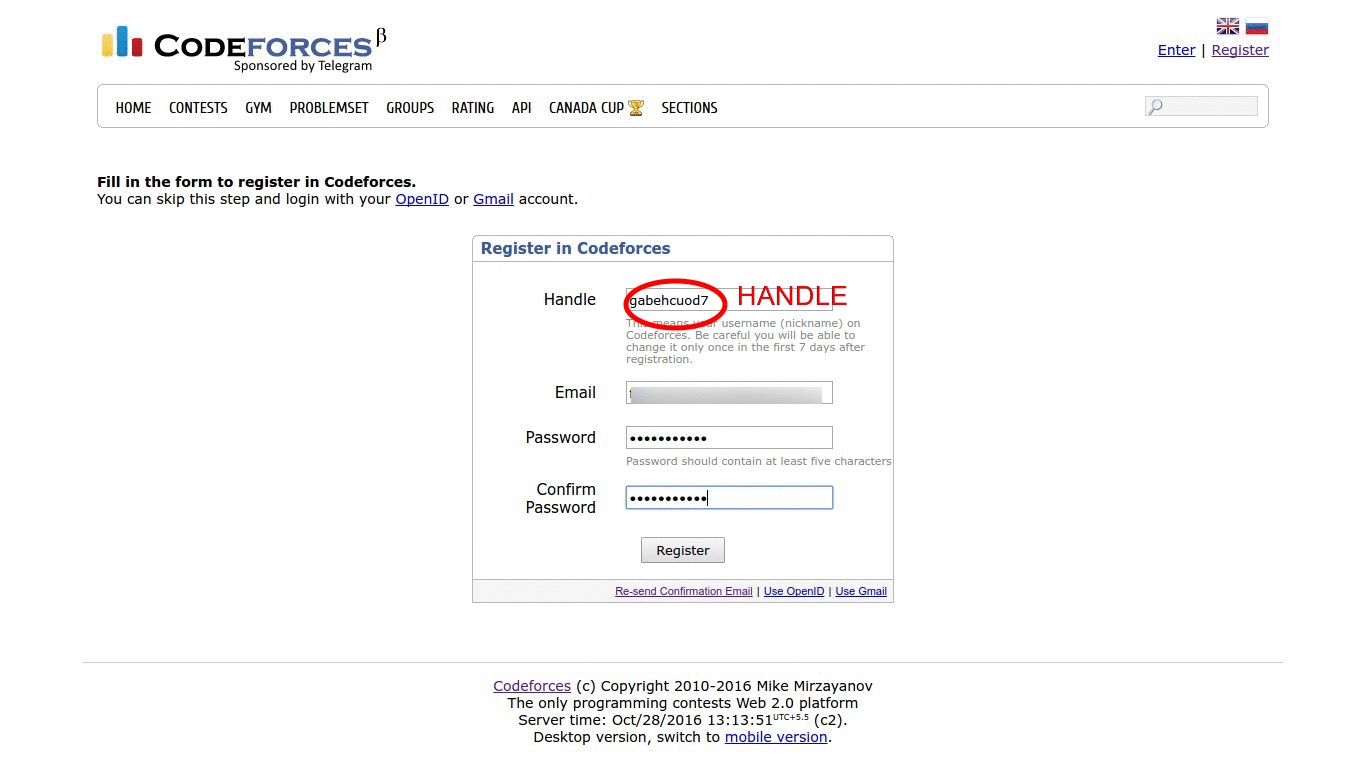 CODEFORCES β
Sponsored by Telegram
Enter | Register
HOME CONTESTS GYM PROBLEMSET GROUPS RATING API CANADA CUP SECTIONS
Fill in the form to register in Codeforces.
You can skip this step and login with your OpenID or Gmail account.
Register in Codeforces
Handle gabehcuod7 HANDLE
This means your username (nickname) on
Codeforces. Be careful you will be able to
change it only once in the first 7 days after
registration.
Email
Password •••••••••••
Password should contain at least five characters
Confirm
Password •••••••••••
Register
Re-send Confirmation Email | Use OpenID | Use Gmail
Codeforces (c) Copyright 2010-2016 Mike Mirzayanov
The only programming contests Web 2.0 platform
Server time: Oct/28/2016 13:13:51UTC+5.5 (c2).
Desktop version, switch to mobile version.